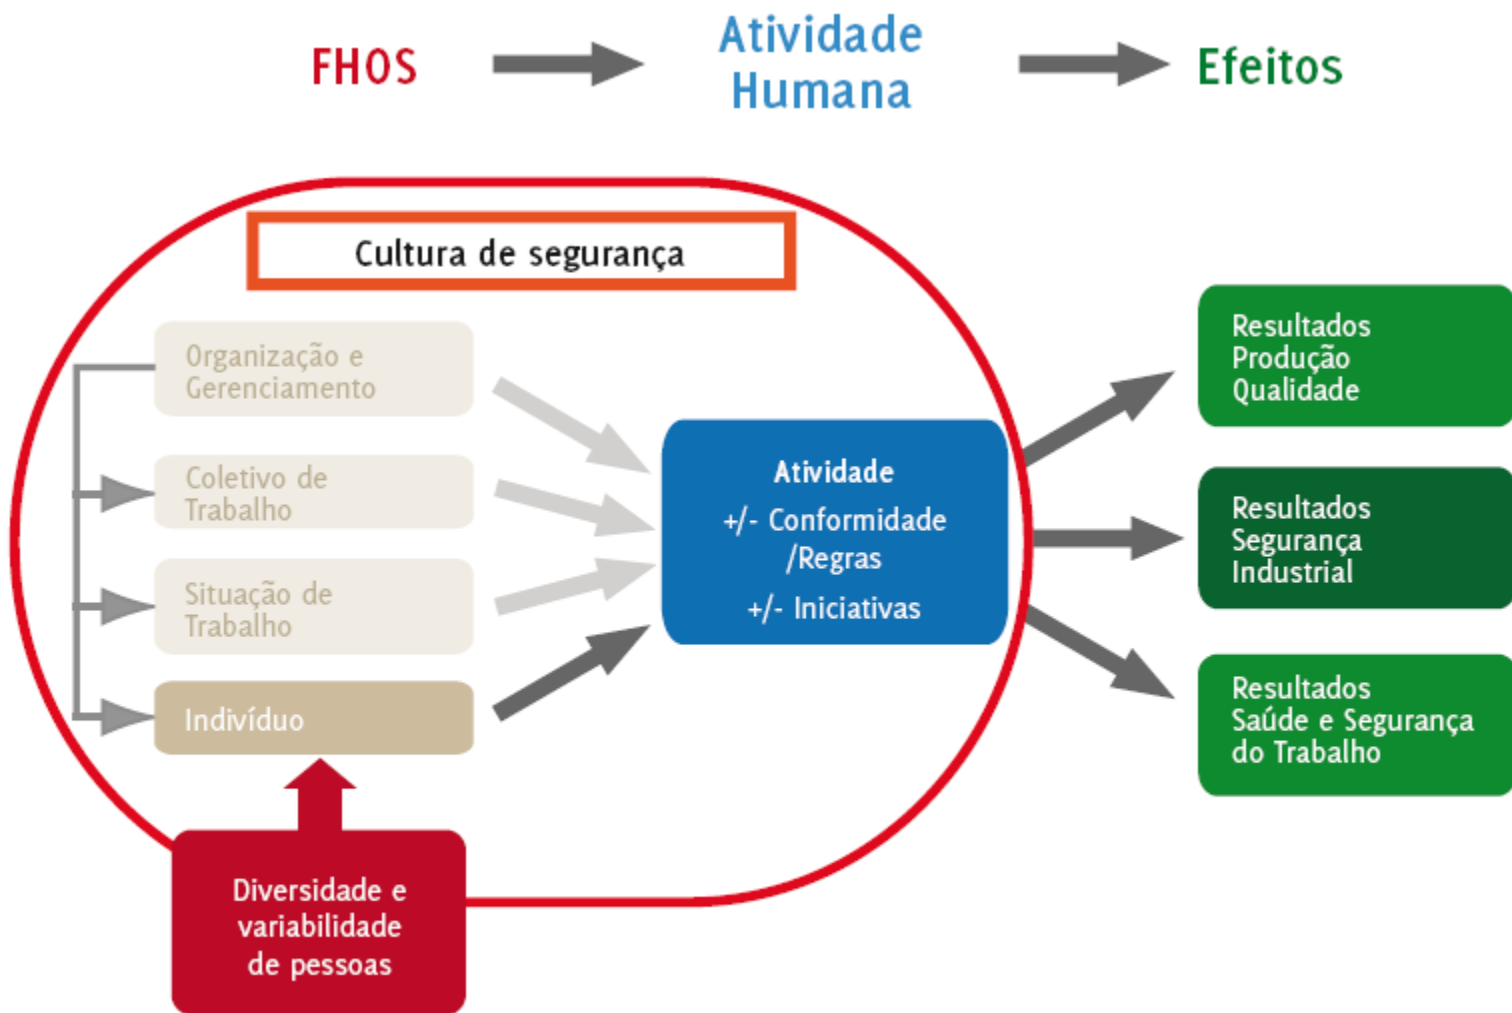 FHOS
Atividade
Humana
Efeitos
Cultura de segurança
Organização e
Gerenciamento
Coletivo de
Trabalho
Situação de
Trabalho
Indivíduo
Diversidade e
variabilidade
de pessoas
Atividade
+/- Conformidade
/Regras
+/- Iniciativas
Resultados
Produção
Qualidade
Resultados
Segurança
Industrial
Resultados
Saúde e Segurança
do Trabalho